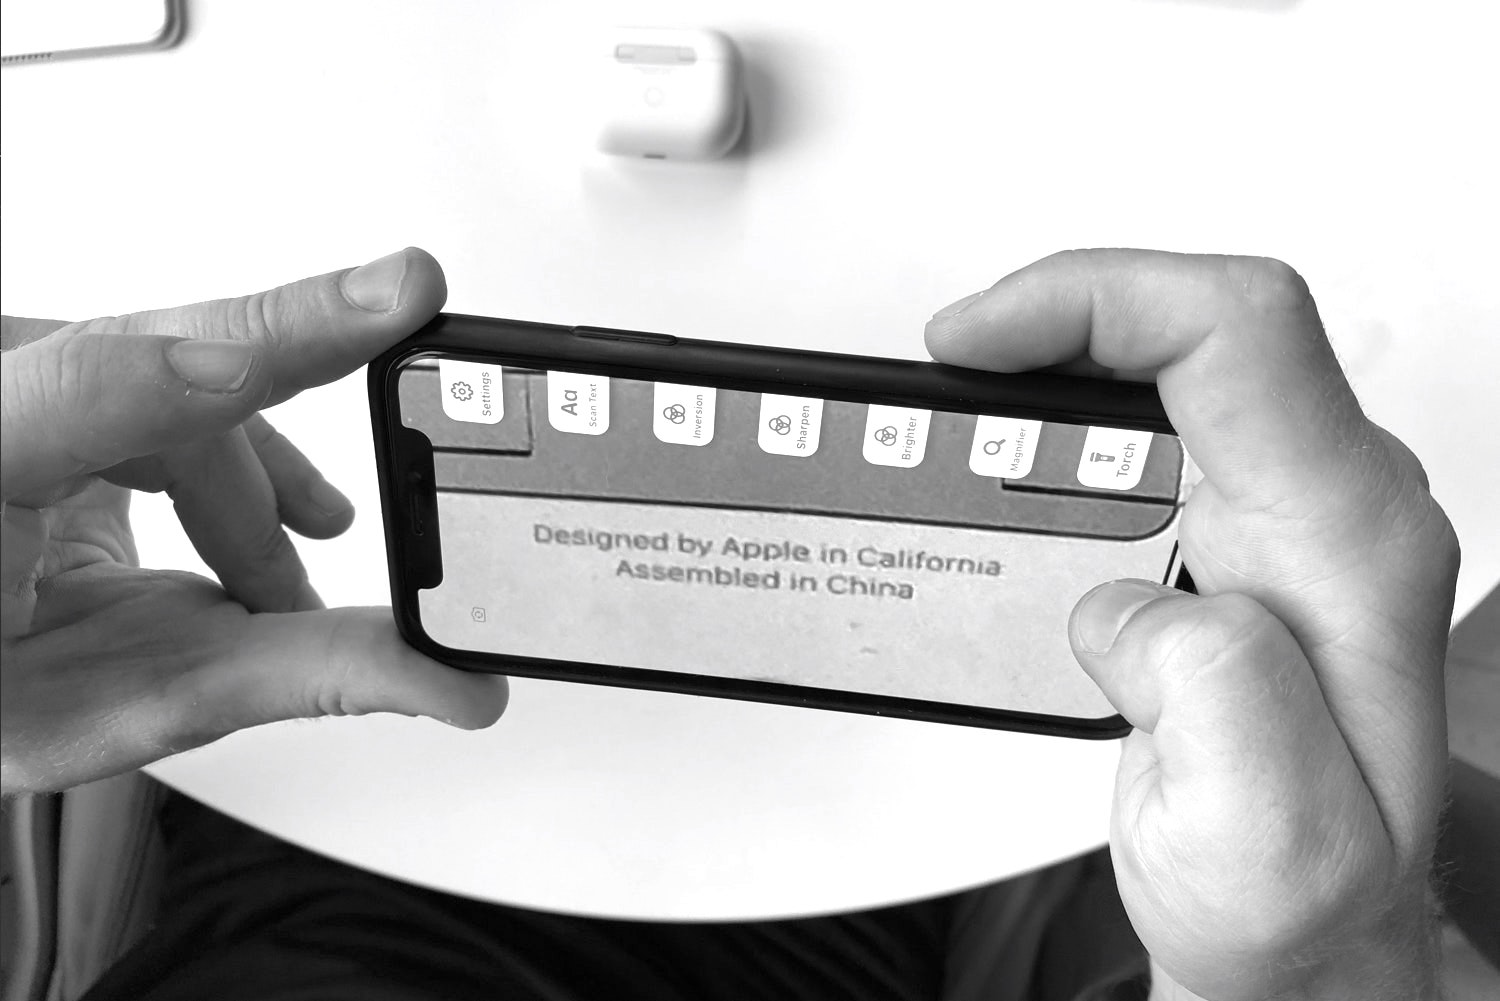 Settings
Aa
Scan Text
Inversion
Sharpen
Brighter
Magnifier
Torch
Designed by Apple in California
Assembled in China